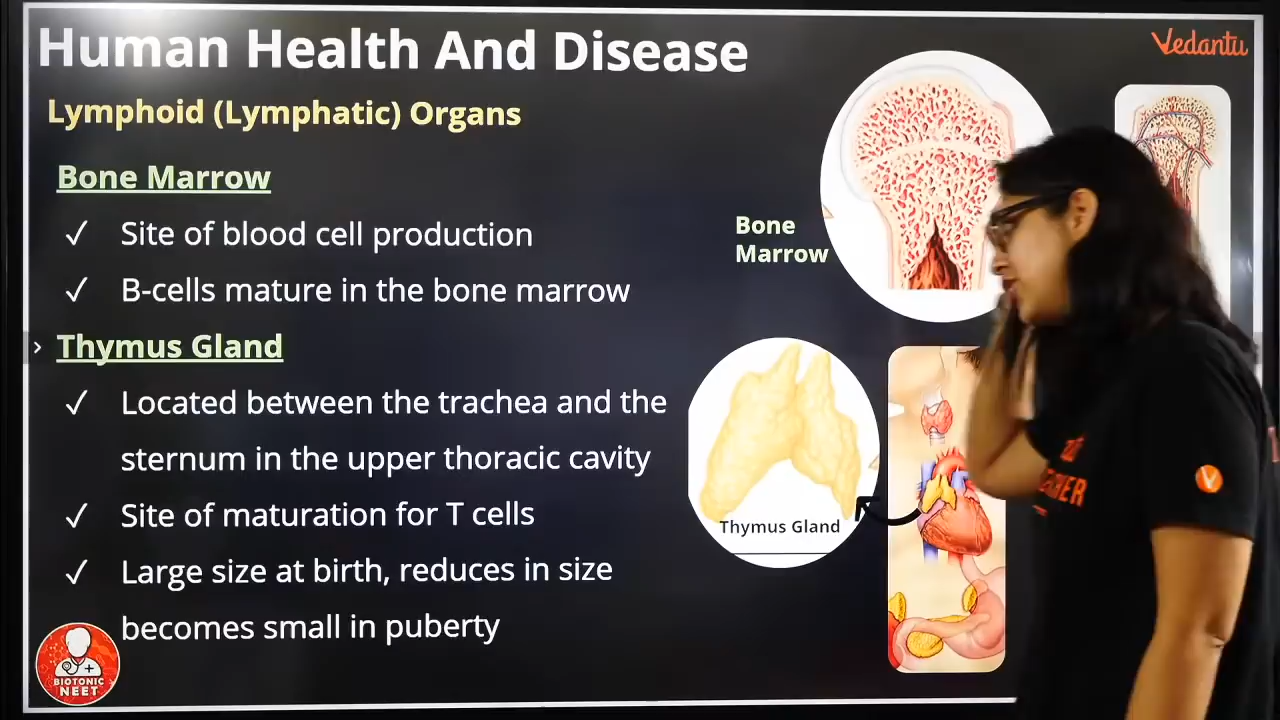 Human Health And Disease
Vedantu
Lymphoid (Lymphatic) Organs
Bone Marrow
✓ Site of blood cell production
✓ B-cells mature in the bone marrow
Bone
Marrow
Thymus Gland
✓ Located between the trachea and the
sternum in the upper thoracic cavity
✓ Site of maturation for T cells
✓ Large size at birth, reduces in size
becomes small in puberty
Thymus Gland
BIOTONIC
NEET